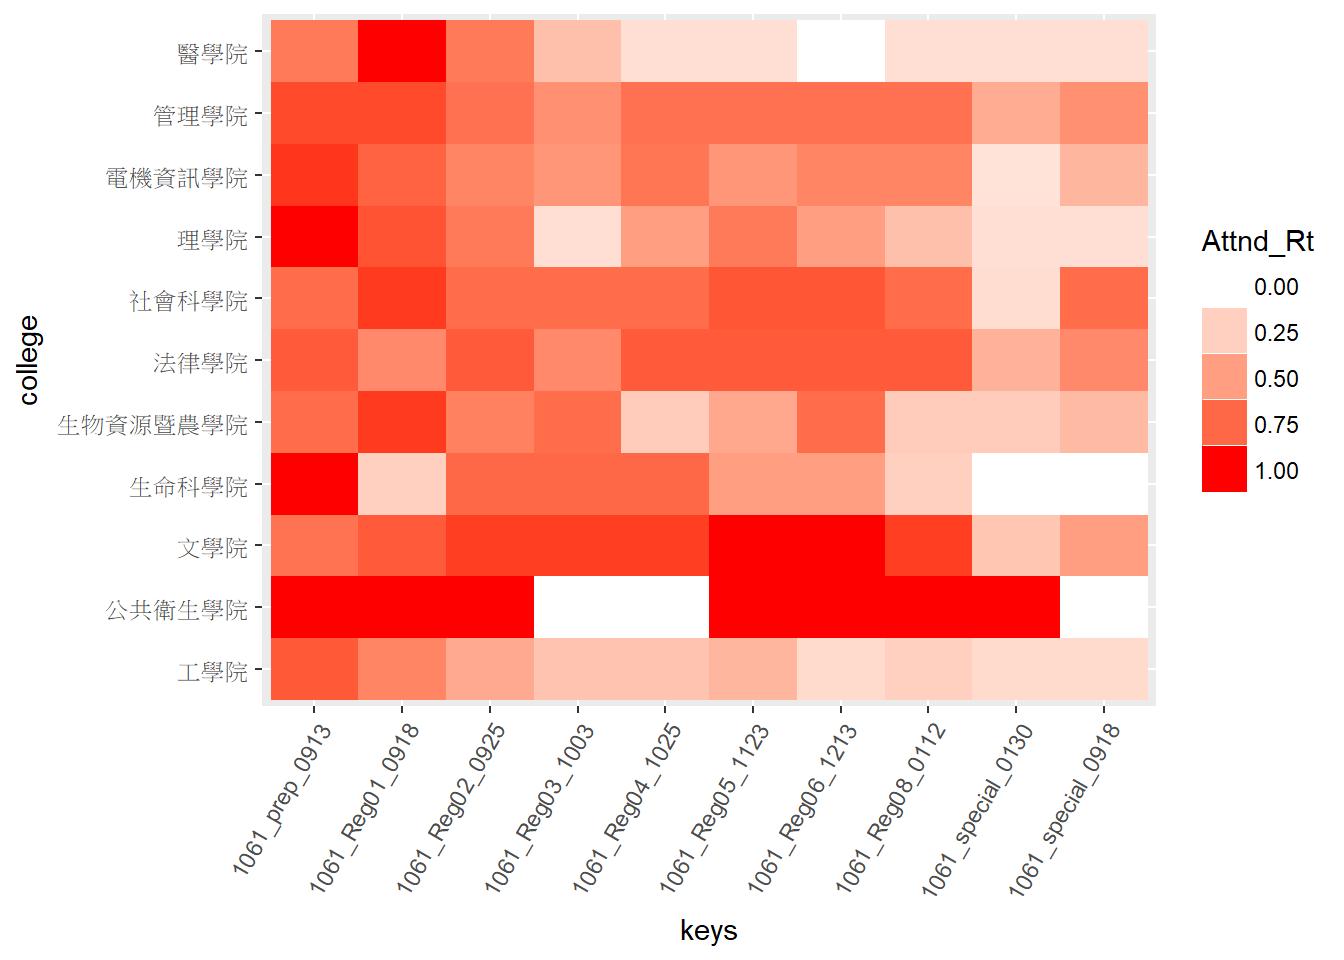 college
醫學院
管理學院
電機資訊學院
理學院
社會科學院
法律學院
生物資源暨農學院
生命科學院
文學院
公共衛生學院
工學院
1061_prep_0913
1061_Reg01_0918
1061_Reg02_0925
1061_Reg03_1003
1061_Reg04_1025
1061_Reg05_1123
1061_Reg06_1213
1061_Reg08_0112
1061_special_0130
1061_special_0918
keys
Attnd_Rt
0.00
0.25
0.50
0.75
1.00